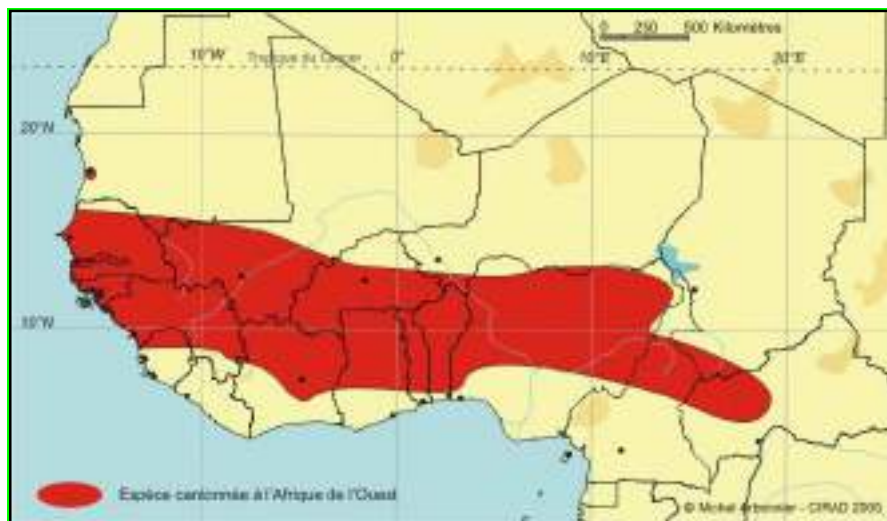 0 250 500 Kilomètres
10°W Tropique du Cancer 0° 10°E 20°E
20°N
10°N
Espèce cantonnée à l'Afrique de l'Ouest
© Michel Arbonnier - CIRAD